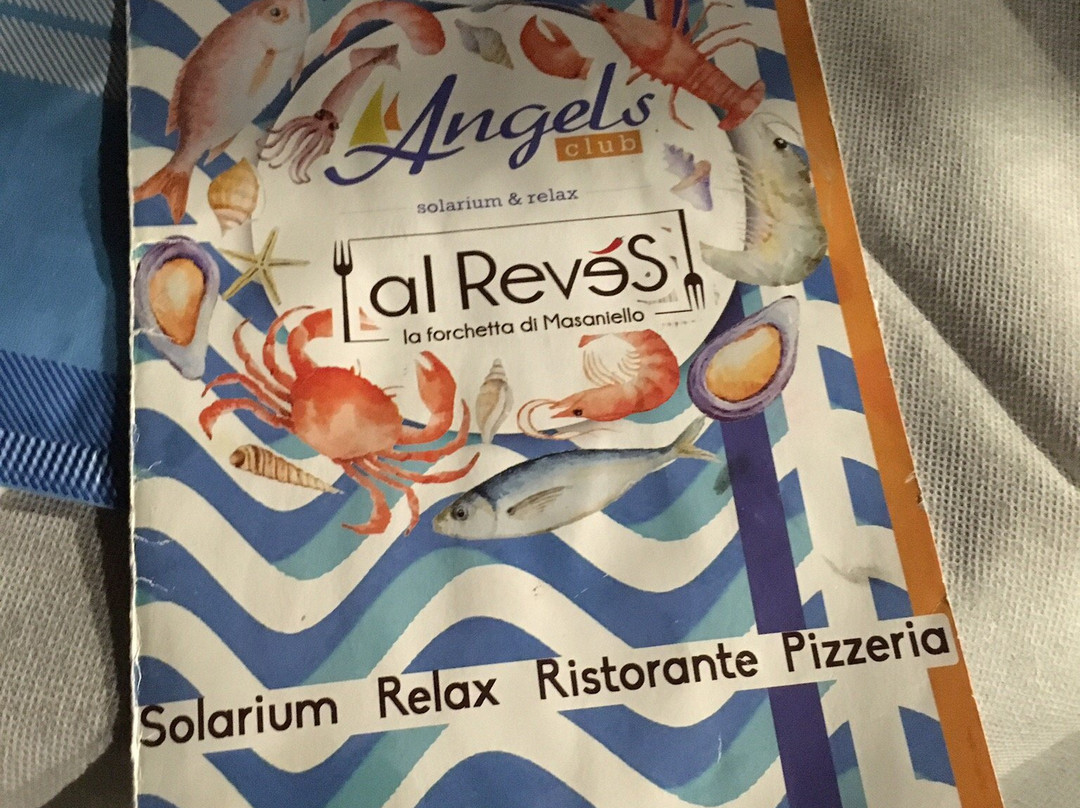 Angels
club
solarium & relax
al Revés
la forchetta di Masaniello
Solarium Relax Ristorante Pizzeria